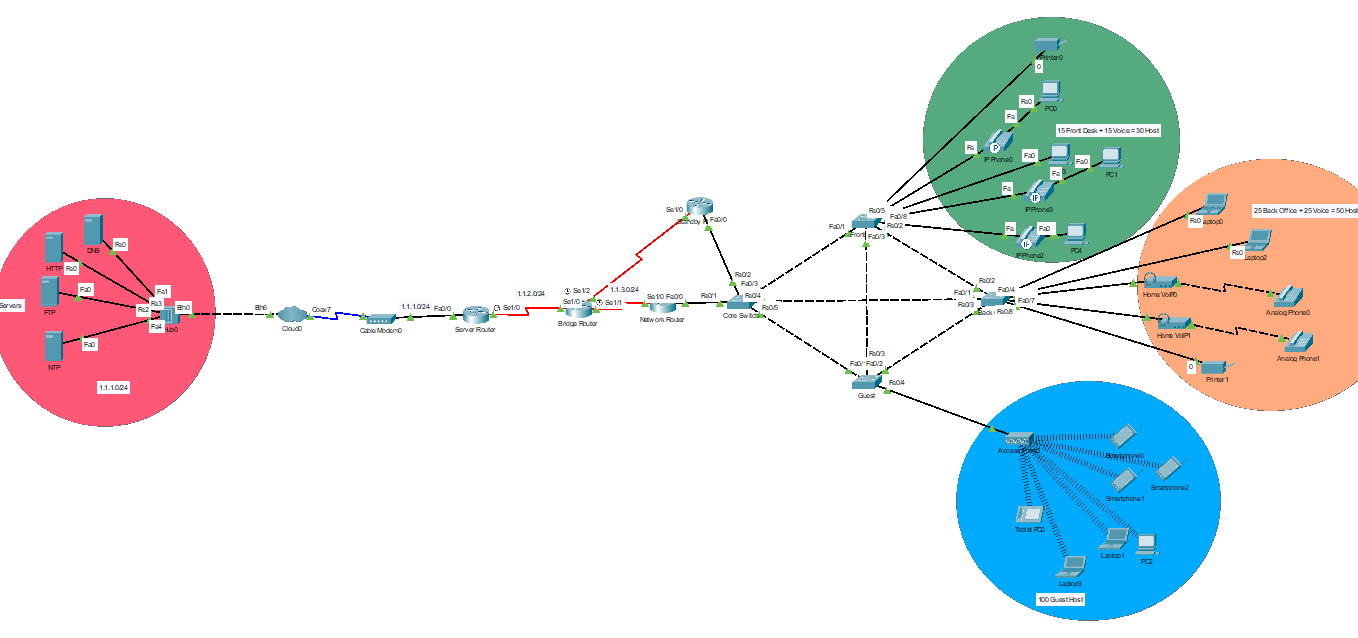 Servers
DNS
Fa0
HTTP
Fa0
FTP
Fa0
NTP
Fa0
Fa1
Fa3
Fa2
Fa4
Eth0
1.1.1.0/24
Eth6
Cloud0
Coax7
Cable Modem0
1.1.1.0/24
Fa0/0
Server Router
Se1/0
1.1.2.0/24
Se1/2
Se1/0
Se1/1
Bridge Router
1.1.3.0/24
Se1/0
Fa0/0
Se1/0
Fa0/0
Network Router
Fa0/1
Fa0/2
Fa0/3
Fa0/4
Fa0/5
Core Switch
Fa0/1
Fa0/5
Fa0/8
Fa0/2
Fa0/3
Front
Printer0
0
Fa0
PC0
Fa
Fa
IP Phone0
15 Front Desk + 15 Voice = 30 Host
Fa0
Fa0
Fa
PC1
Fa
IP Phone3
Fa
Fa0
IP Phone2
PC4
Fa0/2
Fa0/1
Fa0/4
Fa0/3
Fa0/7
Fa0/8
25 Back Office + 25 Voice = 50 Host
Fa0
Laptop0
Fa0
Laptop2
Home VoIP0
Analog Phone0
Home VoIP1
Analog Phone1
0
Printer1
Fa0/3
Fa0/2
Fa0/4
Guest
Smartphone0
Smartphone2
Smartphone1
Tablet PC0
Laptop1
PC2
Laptop3
100 Guest Host